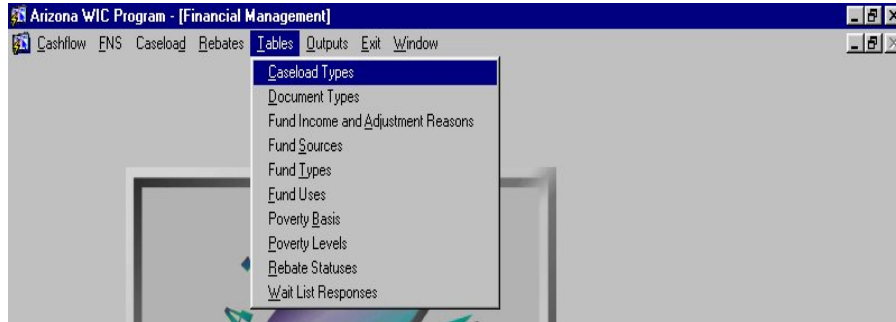 Arizona WIC Program - [Financial Management]
Cashflow FNS Caseload Rebates Tables Outputs Exit Window
Caseload Types
Document Types
Fund Income and Adjustment Reasons
Fund Sources
Fund Types
Fund Uses
Poverty Basis
Poverty Levels
Rebate Statuses
Wait List Responses